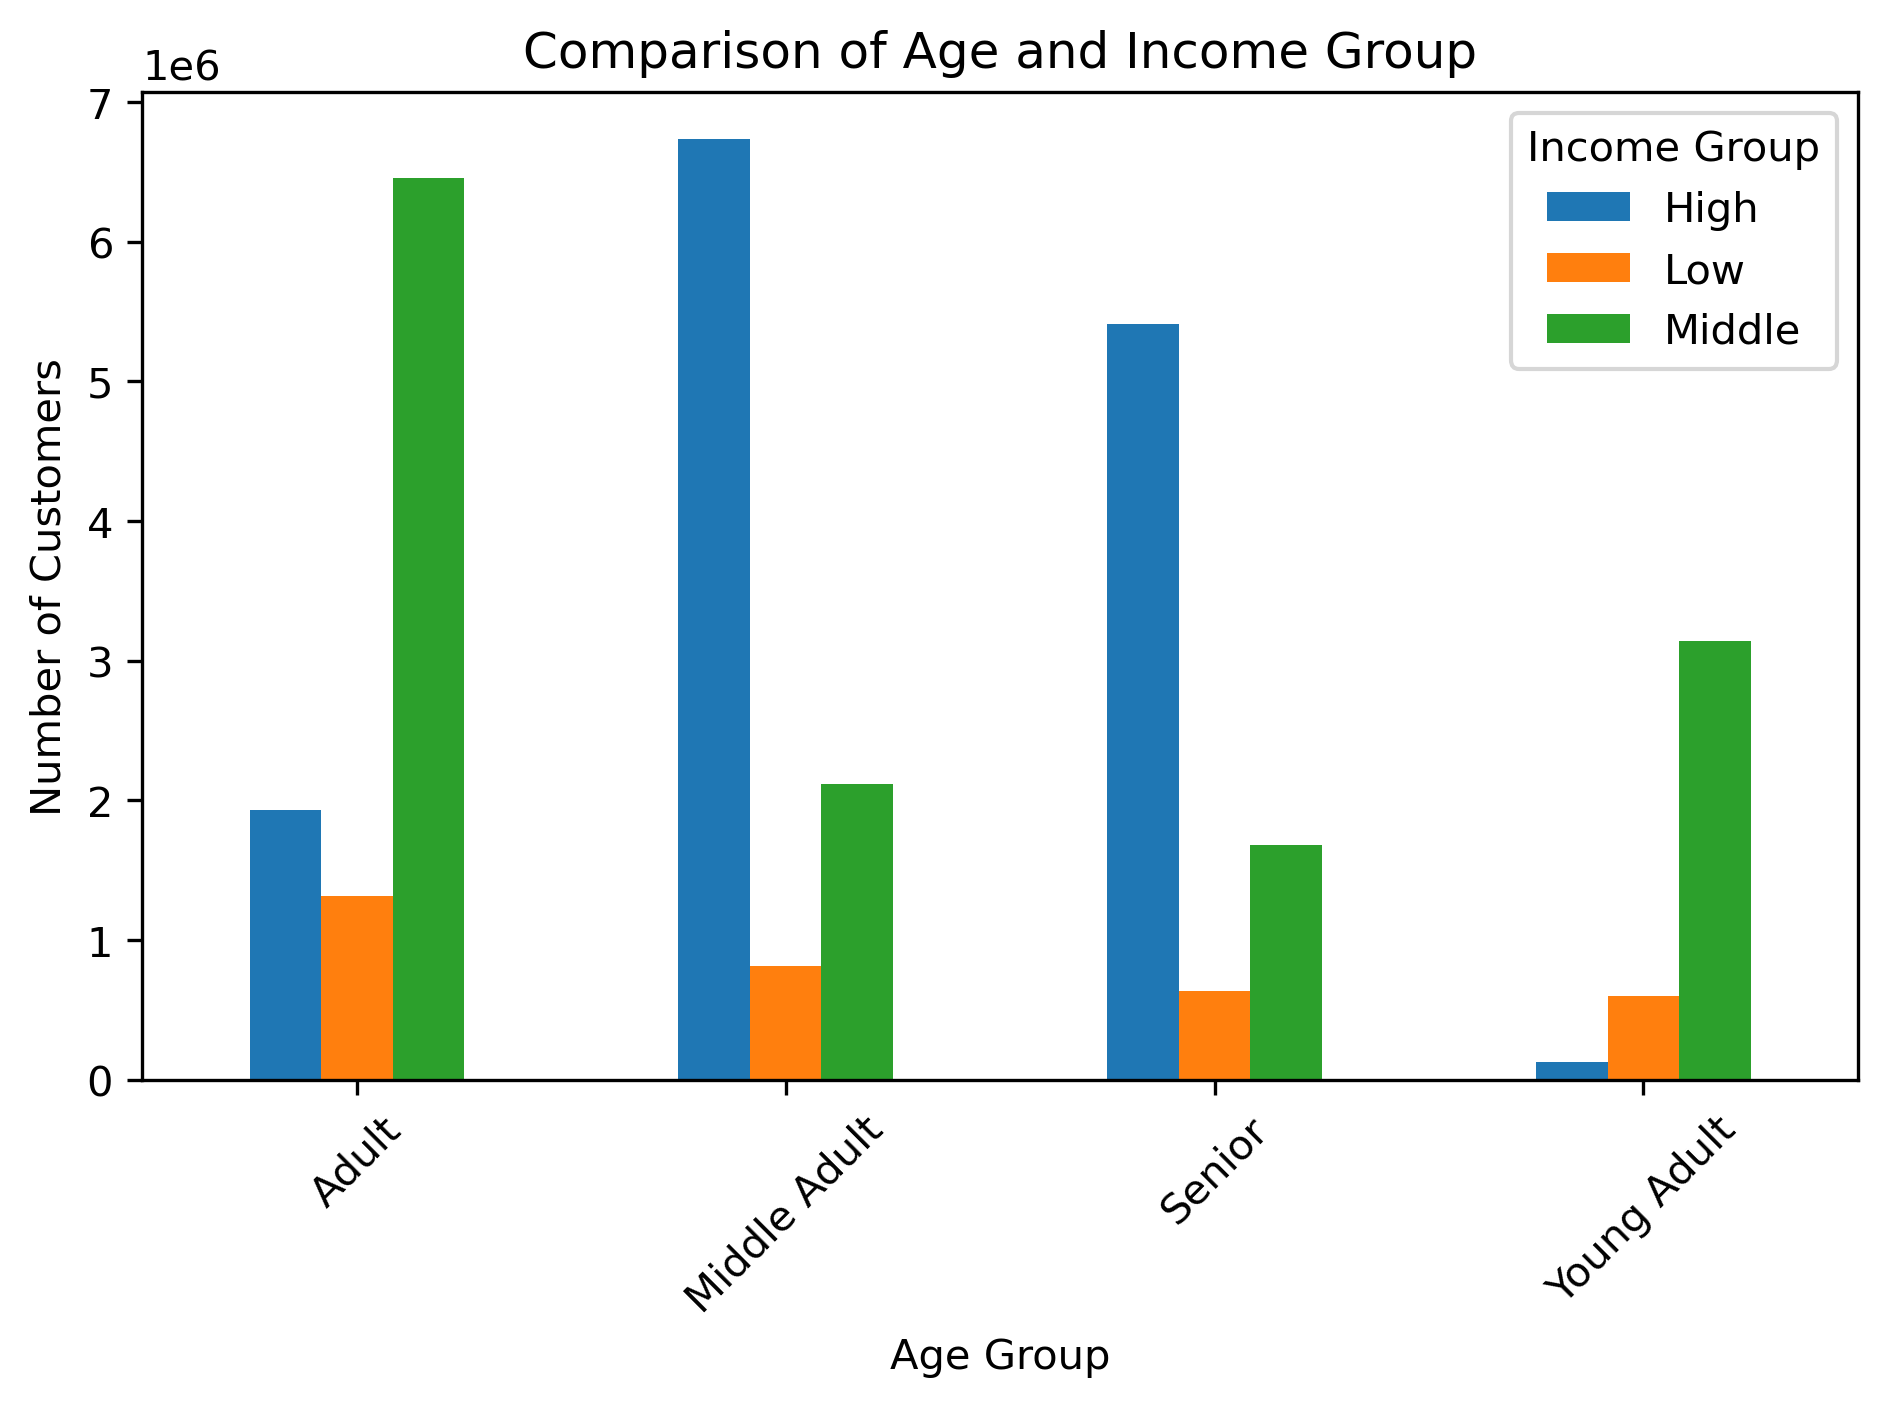 Comparison of Age and Income Group
1e6
7
6
5
4
3
2
1
0
Number of Customers
Income Group
High
Low
Middle
Adult
Middle Adult
Senior
Young Adult
Age Group